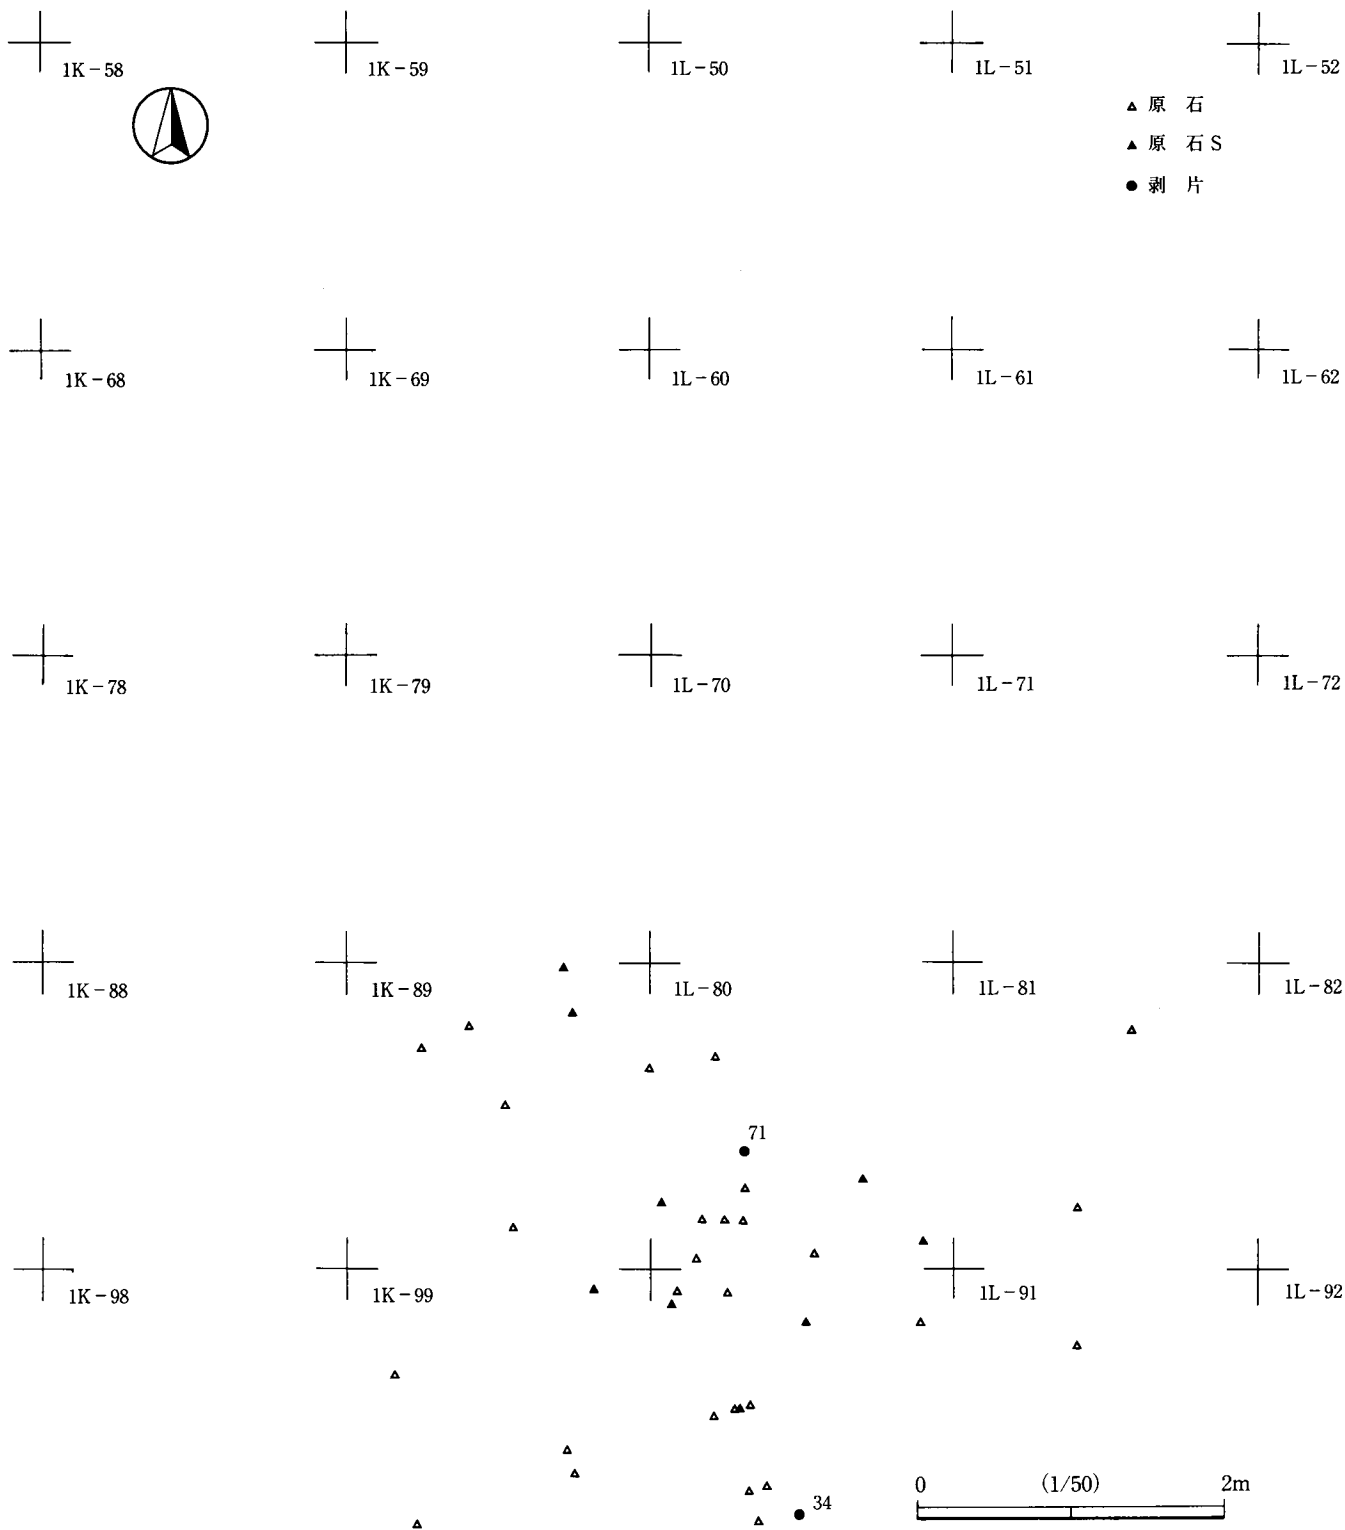 1K-58
1K-59
1L-50
1L-51
1L-52
原 石
原 石 S
剥 片
1K-68
1K-69
1L-60
1L-61
1L-62
1K-78
1K-79
1L-70
1L-71
1L-72
1K-88
1K-89
1L-80
1L-81
1L-82
71
1K-98
1K-99
1L-91
1L-92
0 (1/50) 2m
34